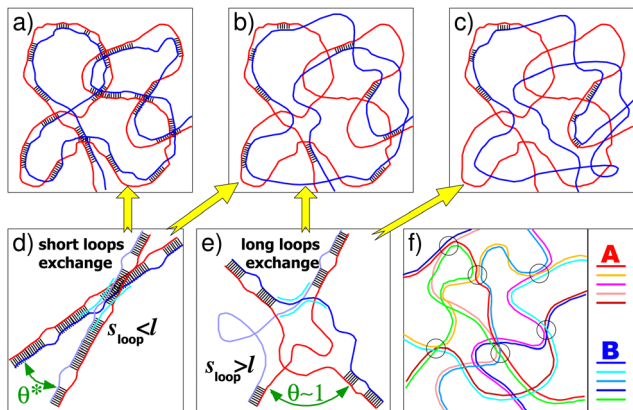 a)
b)
c)
d) short loops
exchange
s_loop<l
θ*
e) long loops
exchange
s_loop>l
θ~1
f)
A
B